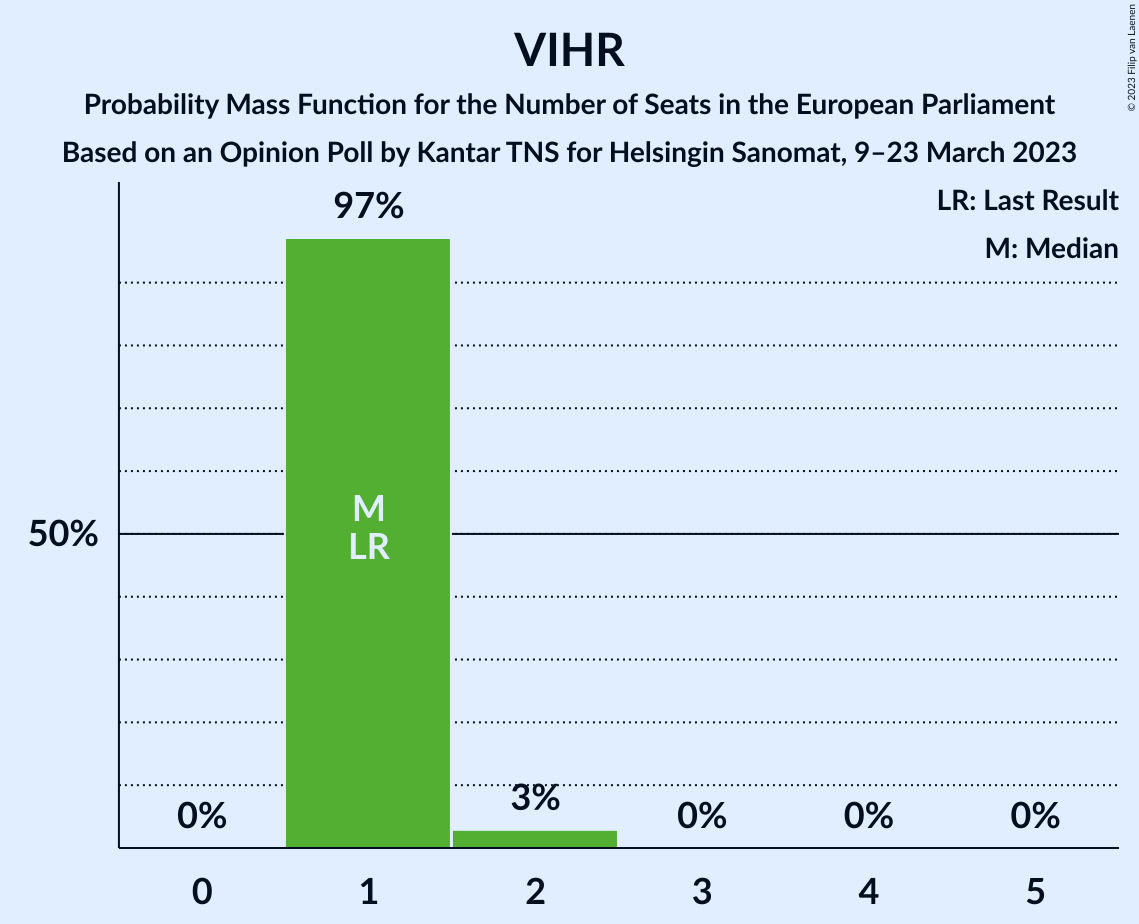 VIHR
Probability Mass Function for the Number of Seats in the European Parliament
Based on an Opinion Poll by Kantar TNS for Helsingin Sanomat, 9–23 March 2023
© 2023 Filip van Laenen
LR: Last Result
M: Median
97%
M
LR
50%
0%
3%
0%
0%
0%
0
1
2
3
4
5